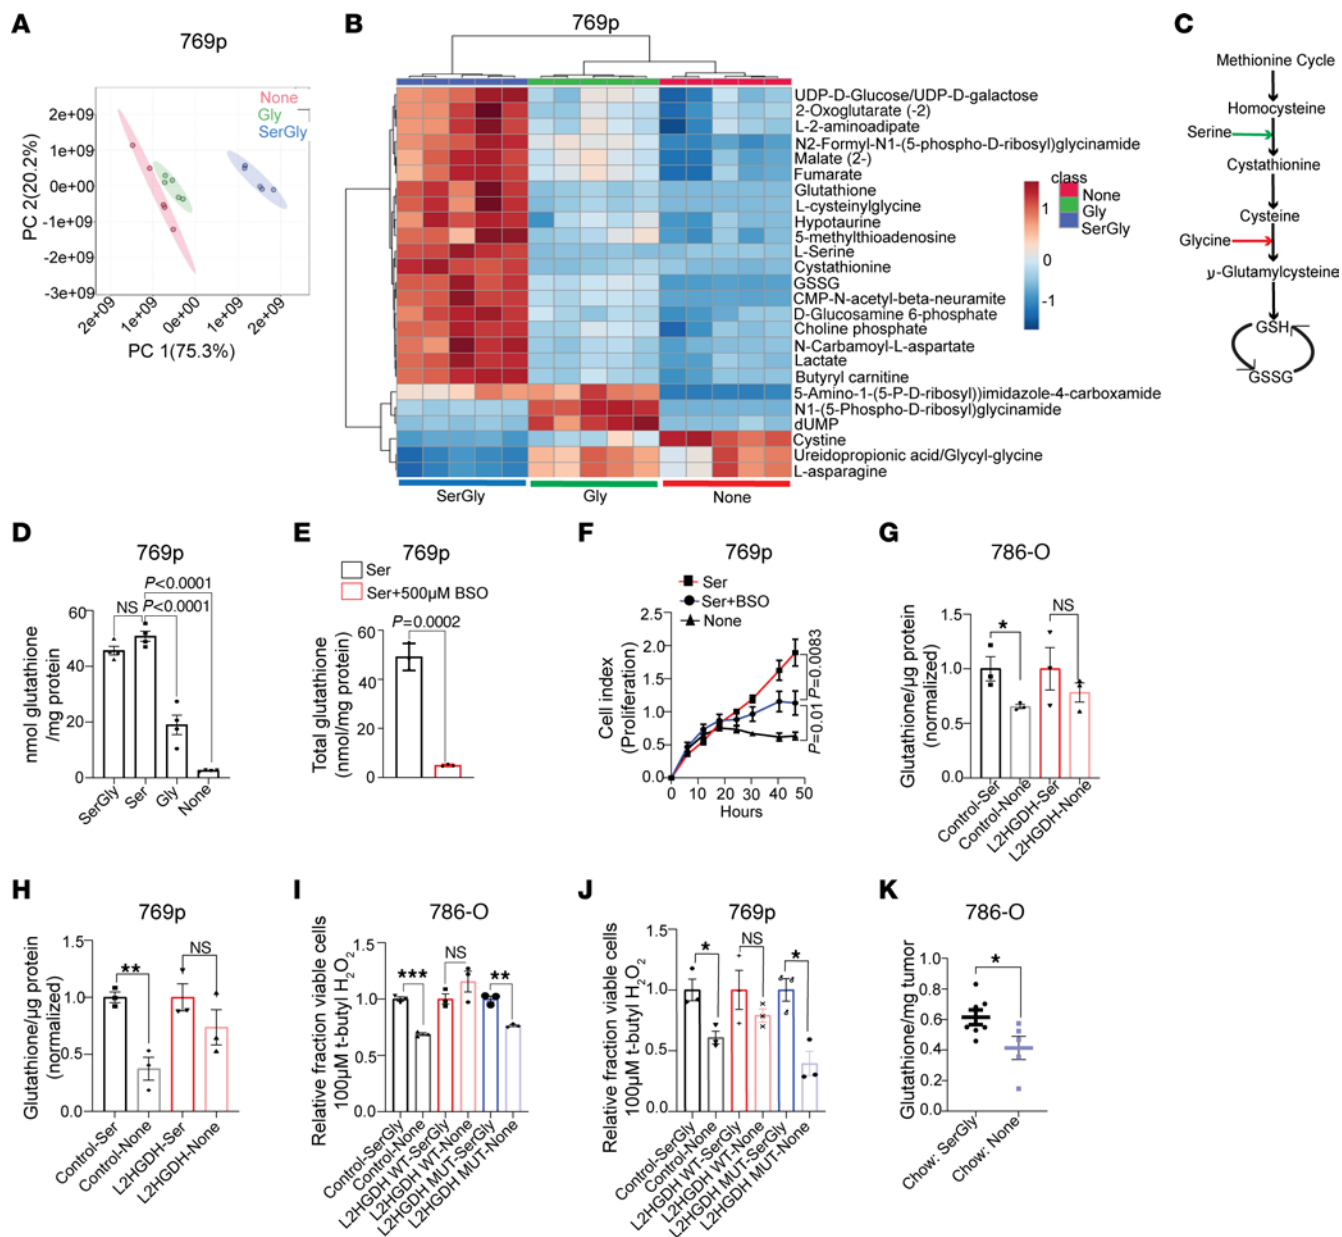 A
769p
None
Gly
SerGly
2e+09
1e+09
0e+00
-1e+09
-2e+09
-3e+09
PC 2(20.2%)
2e+09
1e+09
0e+00
1e+09
2e+09
PC 1(75.3%)
B
769p
UDP-D-Glucose/UDP-D-galactose
2-Oxoglutarate (-2)
L-2-aminoadipate
N2-Formyl-N1-(5-phospho-D-ribosyl)glycinamide
Malate (2-)
Fumarate
Glutathione
L-cysteinylglycine
Hypotaurine
5-methylthioadenosine
L-Serine
Cystathionine
GSSG
CMP-N-acetyl-beta-neuramite
D-Glucosamine 6-phosphate
Choline phosphate
N-Carbamoyl-L-aspartate
Lactate
Butyryl carnitine
5-Amino-1-(5-P-D-ribosyl))imidazole-4-carboxamide
N1-(5-Phospho-D-ribosyl)glycinamide
dUMP
Cystine
Ureidopropionic acid/Glycyl-glycine
L-asparagine
SerGly
Gly
None
1
0
-1
class
None
Gly
SerGly
C
Methionine Cycle
Homocysteine
Serine
Cystathionine
Cysteine
Glycine
γ-Glutamylcysteine
GSH
GSSG
D
769p
P<0.0001
NS
P<0.0001
60
40
20
0
nmol glutathione
/mg protein
SerGly
Ser
Gly
None
E
769p
Ser
Ser+500µM BSO
P=0.0002
60
40
20
0
Total glutathione
(nmol/mg protein)
F
769p
Ser
Ser+BSO
None
2.5
2.0
1.5
1.0
0.5
0.0
Cell index
(Proliferation)
P=0.0083
P=0.01
0
10
20
30
40
50
Hours
G
786-O
1.5
1.0
0.5
0.0
Glutathione/µg protein
(normalized)
*
NS
Control-Ser
Control-None
L2HGDH-Ser
L2HGDH-None
H
769p
1.5
1.0
0.5
0.0
Glutathione/µg protein
(normalized)
**
NS
Control-Ser
Control-None
L2HGDH-Ser
L2HGDH-None
I
786-O
1.5
1.0
0.5
0.0
Relative fraction viable cells
100µM t-butyl H2O2
***
NS
**
Control-SerGly
Control-None
L2HGDH WT-SerGly
L2HGDH WT-None
L2HGDH MUT-SerGly
L2HGDH MUT-None
J
769p
1.5
1.0
0.5
0.0
Relative fraction viable cells
100µM t-butyl H2O2
*
NS
*
Control-SerGly
Control-None
L2HGDH WT-SerGly
L2HGDH WT-None
L2HGDH MUT-SerGly
L2HGDH MUT-None
K
786-O
*
1.0
0.8
0.6
0.4
0.2
0.0
Glutathione/mg tumor
Chow: SerGly
Chow: None